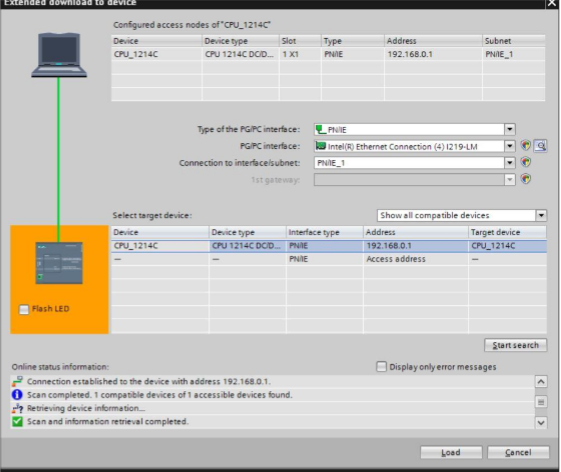 Extended download to device
Configured access nodes of "CPU_1214C"
Device Device type Slot Type Address Subnet
CPU_1214C CPU 1214C DC/D... 1 X1 PN/IE 192.168.0.1 PN/IE_1
Type of the PG/PC interface: PN/IE
PG/PC interface: Intel(R) Ethernet Connection (4) I219-LM
Connection to interface/subnet: PN/IE_1
1st gateway:
Select target device: Show all compatible devices
Device Device type Interface type Address Target device
CPU_1214C CPU 1214C DC/D... PN/IE 192.168.0.1 CPU_1214C
— — PN/IE Access address —
Flash LED
Start search
Online status information: Display only error messages
Connection established to the device with address 192.168.0.1.
Scan completed. 1 compatible devices of 1 accessible devices found.
Retrieving device information...
Scan and information retrieval completed.
Load Cancel